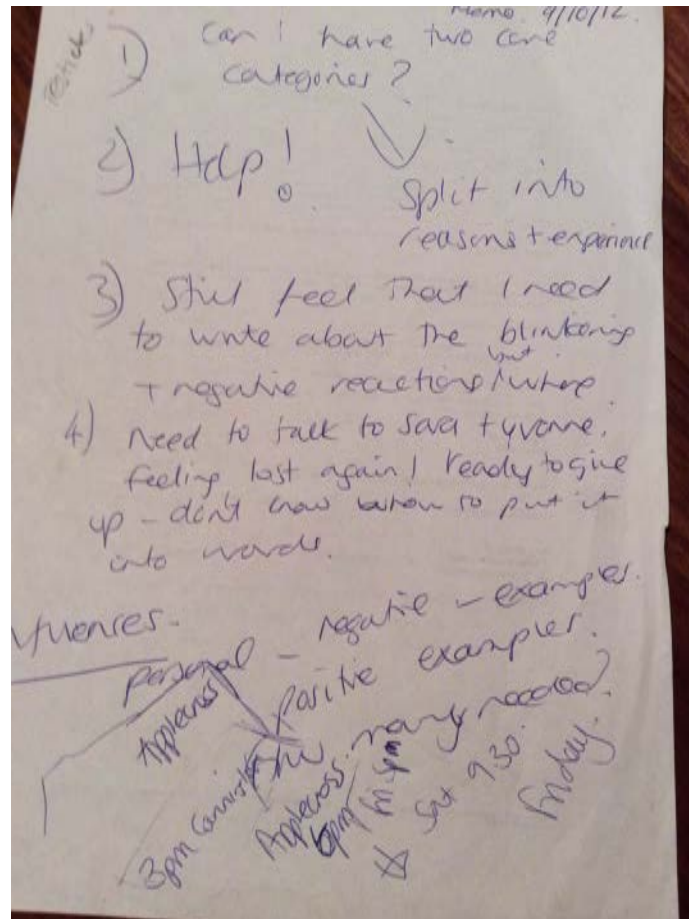 Memo 9/10/12
1) Can I have two core
categories?
2) Help!
Split into
reasons + experience
3) Still feel that I need
to write about the blinkering
+ negative reactions / where
but
4) Need to talk to Sara + Yvonne.
feeling lost again! ready to give
up - don't know how to put it
into words.
personal - negative - examples.
Positive examples.
Applecross
needed?
3pm
Applecross
6pm
Sat 9.30.
Friday.